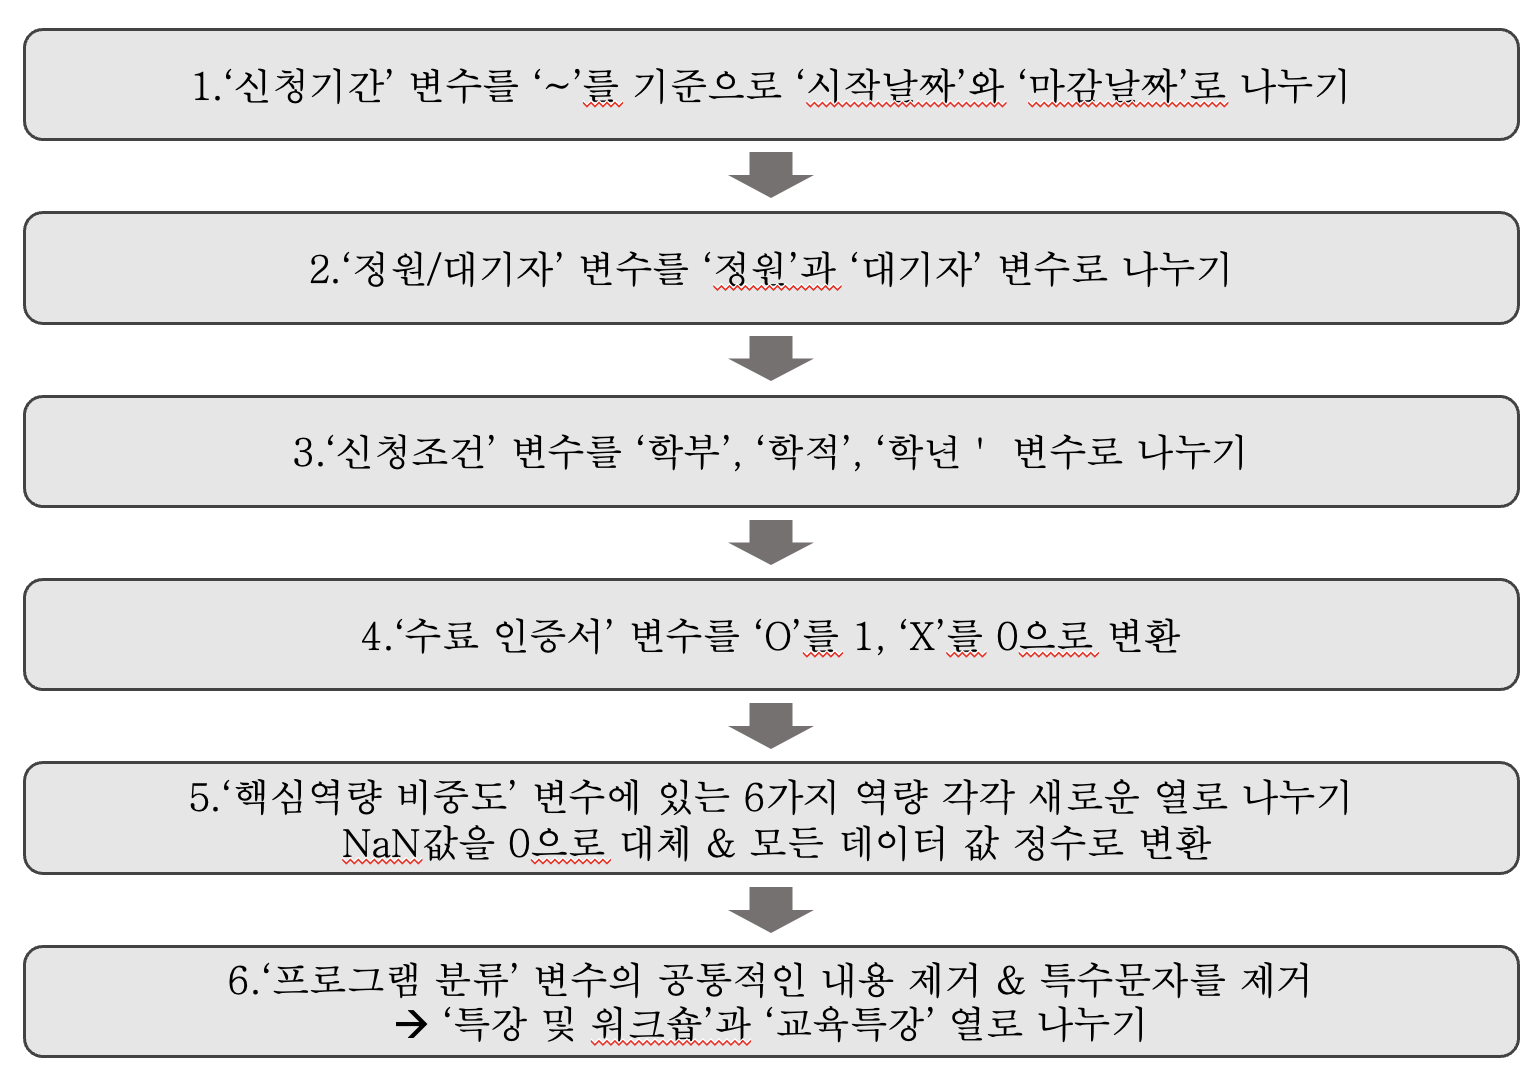 1.‘신청기간’ 변수를 ‘~’를 기준으로 ‘시작날짜’와 ‘마감날짜’로 나누기
2.‘정원/대기자’ 변수를 ‘정원’과 ‘대기자’ 변수로 나누기
3.‘신청조건’ 변수를 ‘학부’, ‘학적’, ‘학년 ' 변수로 나누기
4.‘수료 인증서’ 변수를 ‘O’를 1, ‘X’를 0으로 변환
5.‘핵심역량 비중도’ 변수에 있는 6가지 역량 각각 새로운 열로 나누기
NaN값을 0으로 대체 & 모든 데이터 값 정수로 변환
6.‘프로그램 분류’ 변수의 공통적인 내용 제거 & 특수문자를 제거
→ ‘특강 및 워크숍’과 ‘교육특강’ 열로 나누기